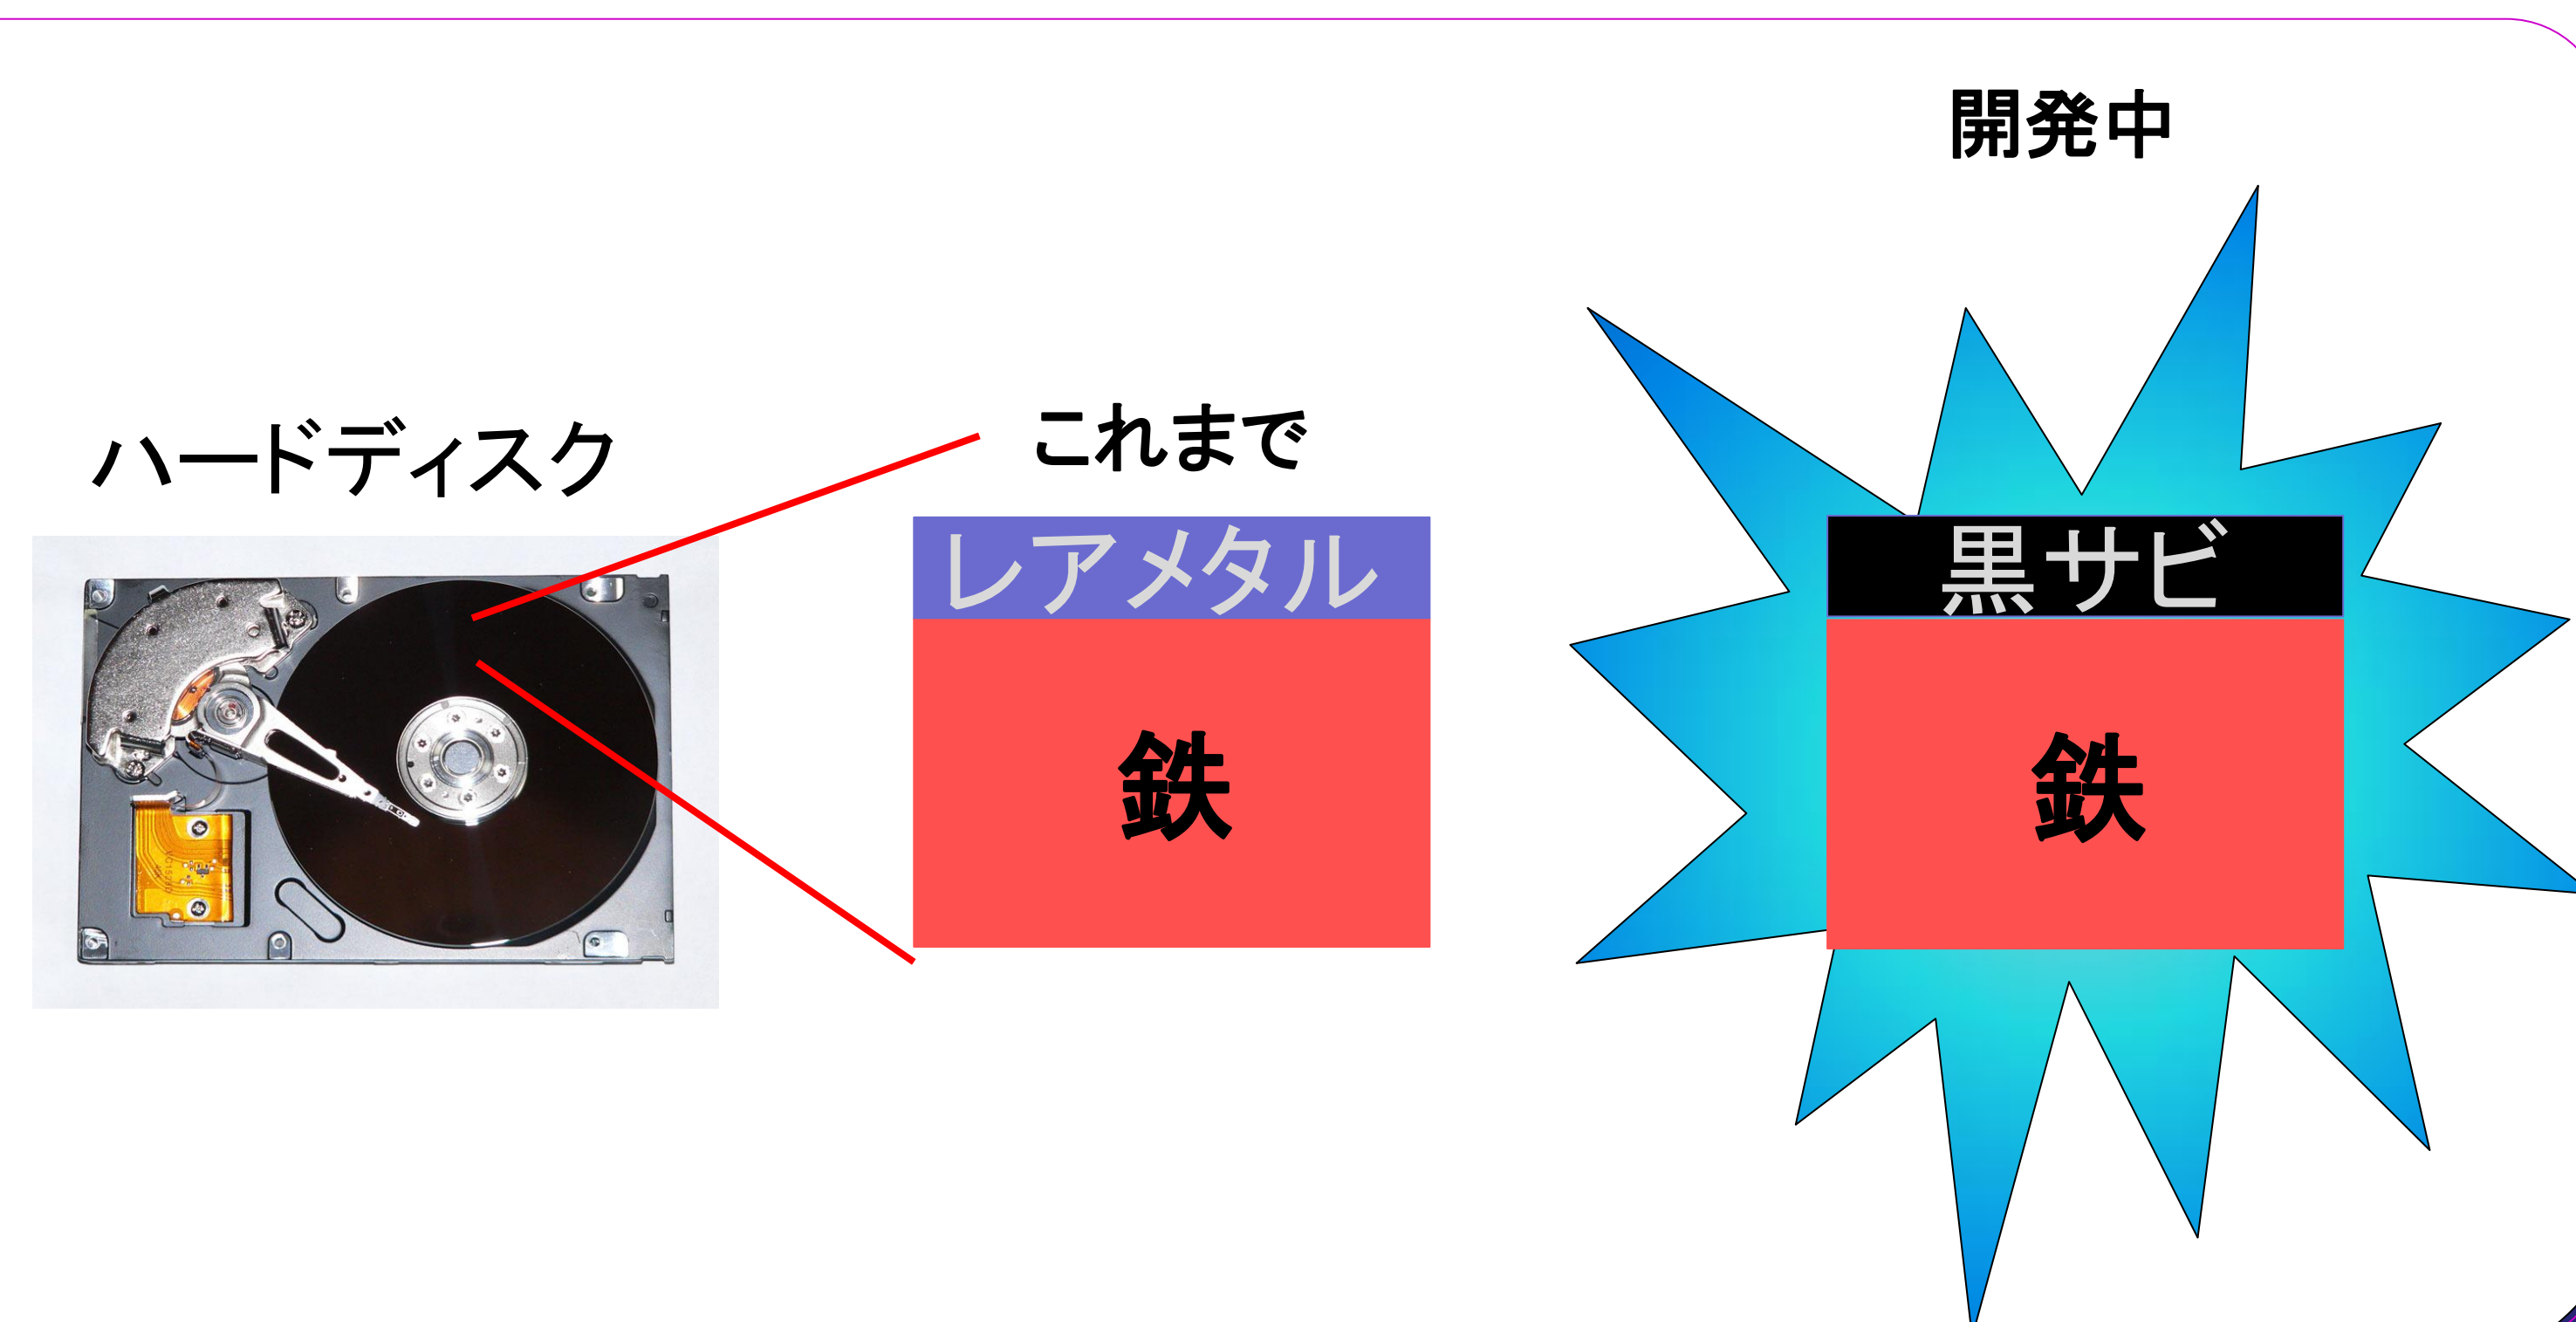 開発中
ハードディスク
これまで
レアメタル
鉄
黒サビ
鉄